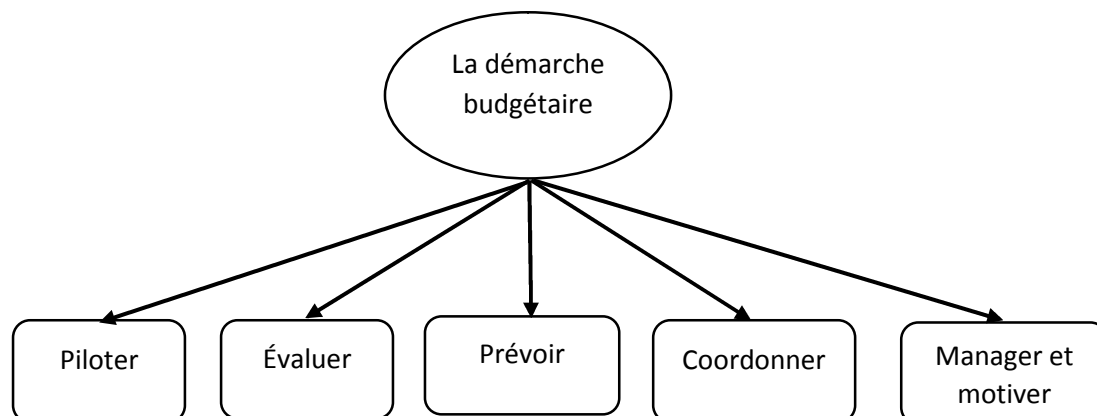 La démarche
budgétaire
Piloter
Évaluer
Prévoir
Coordonner
Manager et
motiver